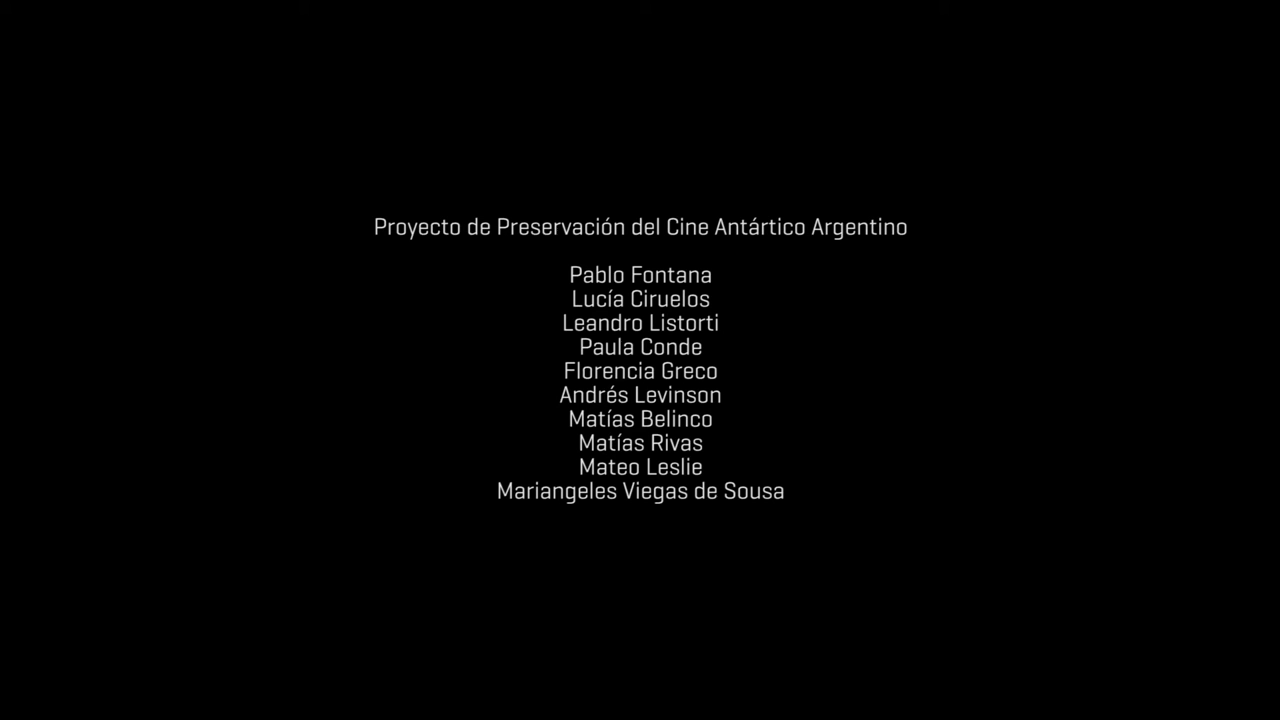 Proyecto de Preservación del Cine Antártico Argentino
Pablo Fontana
Lucía Ciruelos
Leandro Listorti
Paula Conde
Florencia Greco
Andrés Levinson
Matías Belinco
Matías Rivas
Mateo Leslie
Mariangeles Viegas de Sousa